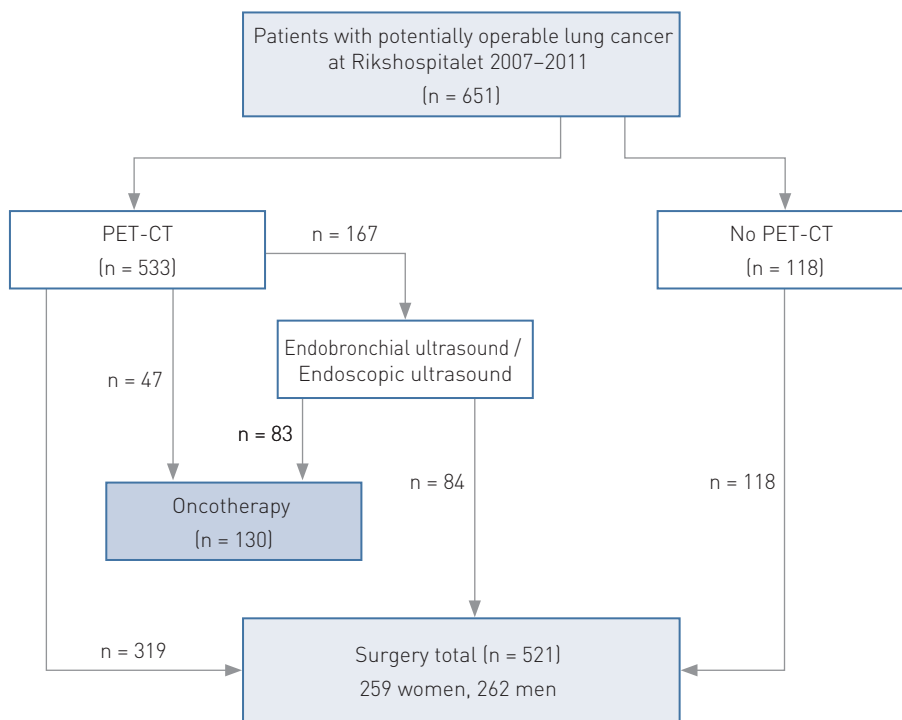 Patients with potentially operable lung cancer
at Rikshospitalet 2007–2011
(n = 651)
PET-CT
(n = 533)
n = 167
No PET-CT
(n = 118)
Endobronchial ultrasound /
Endoscopic ultrasound
n = 47
n = 83
n = 84
n = 118
Oncotherapy
(n = 130)
n = 319
Surgery total (n = 521)
259 women, 262 men